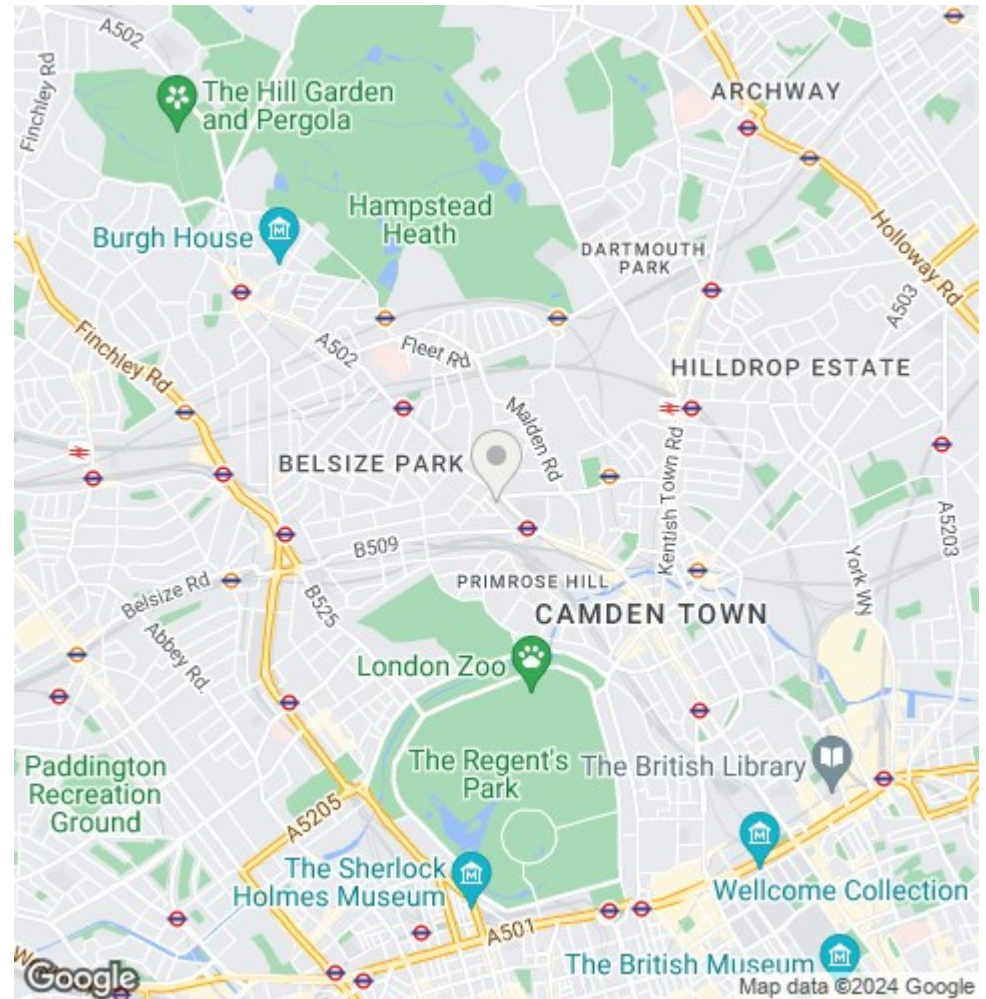 A502
Finchley Rd
The Hill Garden
and Pergola
ARCHWAY
Hampstead
Heath
Burgh House
DARTMOUTH
PARK
Holloway Rd
A503
Finchley Rd
A502
Fleet Rd
HILLDROP ESTATE
Malden Rd
BELSIZE PARK
Kentish Town Rd
A5203
B509
York Wy
Belsize Rd
PRIMROSE HILL
B525
CAMDEN TOWN
Abbey Rd.
London Zoo
Paddington
Recreation
Ground
The Regent's
Park
The British Library
A5205
The Sherlock
Holmes Museum
Wellcome Collection
A501
The British Museum
Google
Map data ©2024 Google